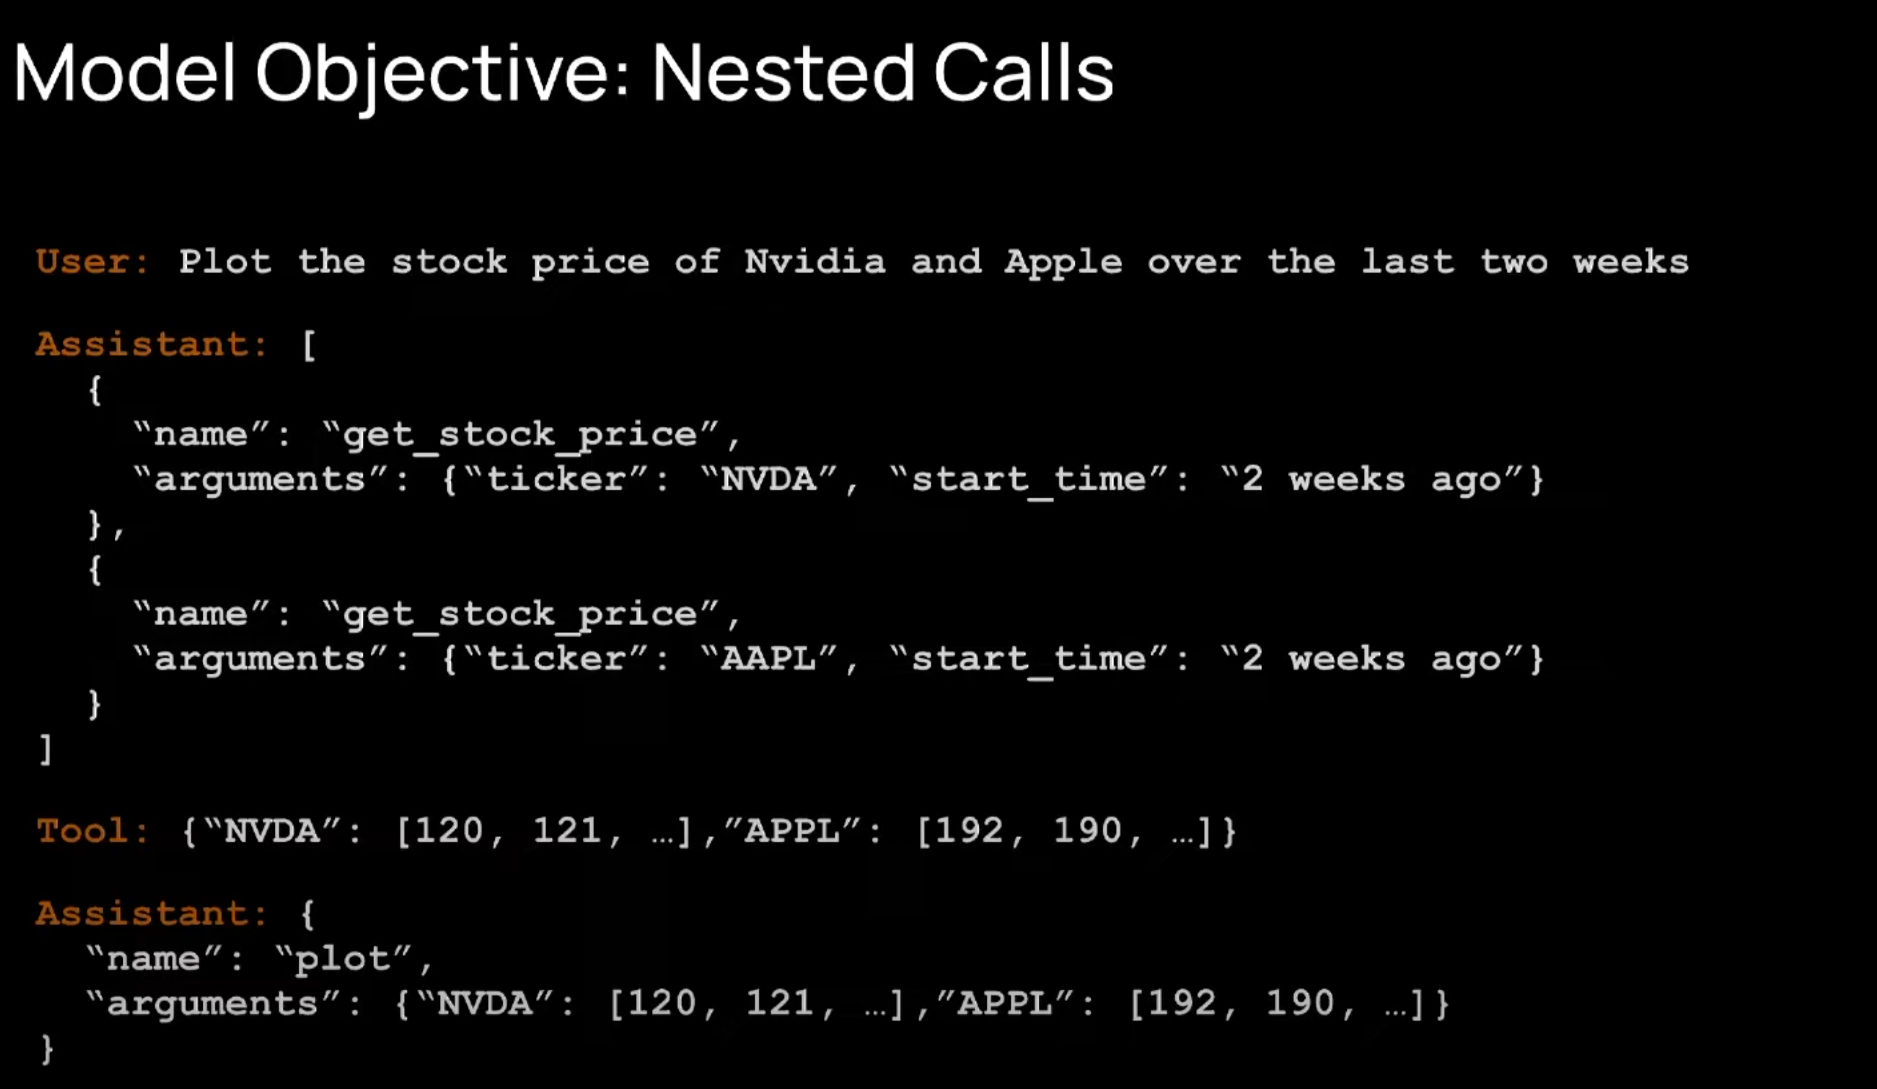 Model Objective: Nested Calls
User: Plot the stock price of Nvidia and Apple over the last two weeks
Assistant: [
{
“name”: “get_stock_price”,
“arguments”: {“ticker”: “NVDA”, “start_time”: “2 weeks ago”}
},
{
“name”: “get_stock_price”,
“arguments”: {“ticker”: “AAPL”, “start_time”: “2 weeks ago”}
}
]
Tool: {“NVDA”: [120, 121, …],”APPL”: [192, 190, …]}
Assistant: {
“name”: “plot”,
“arguments”: {“NVDA”: [120, 121, …],”APPL”: [192, 190, …]}
}